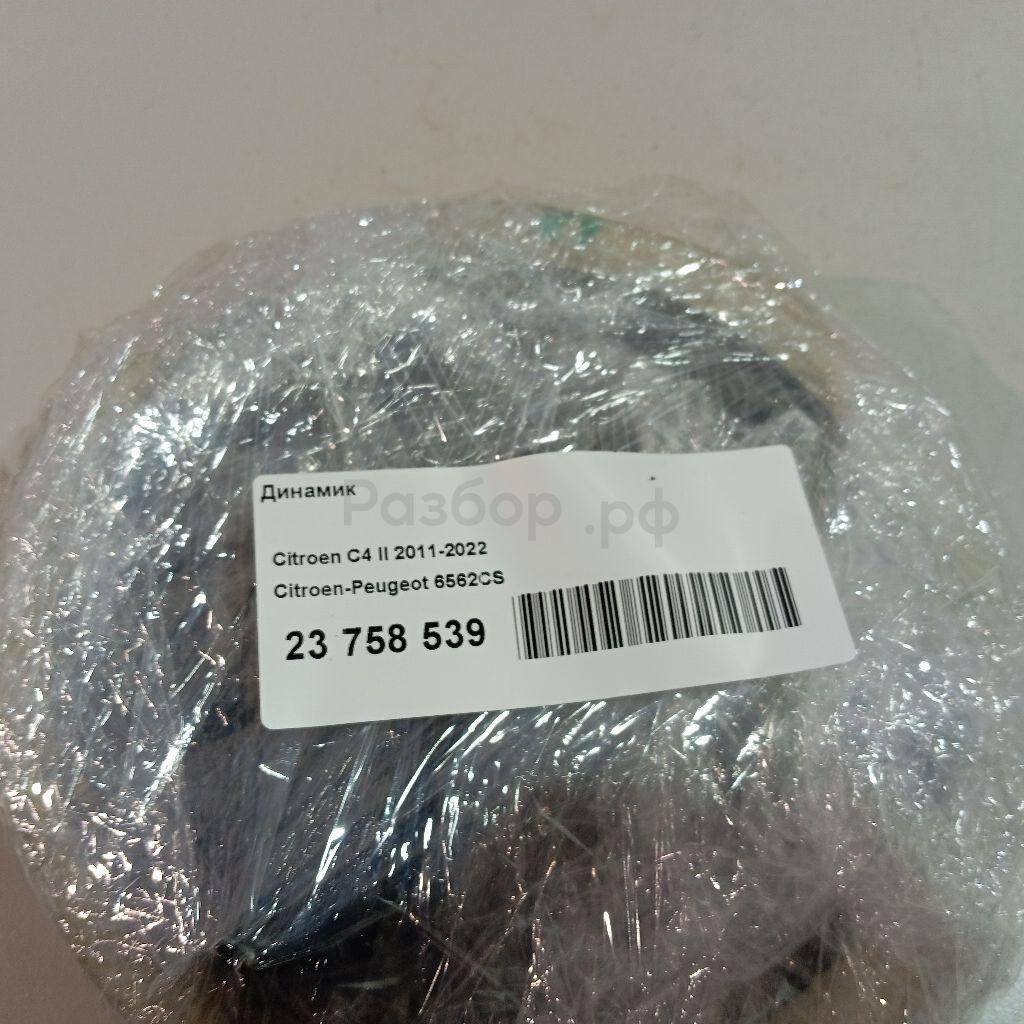 Динамик
Разбор.рф
Citroen C4 II 2011-2022
Citroen-Peugeot 6562CS
23 758 539